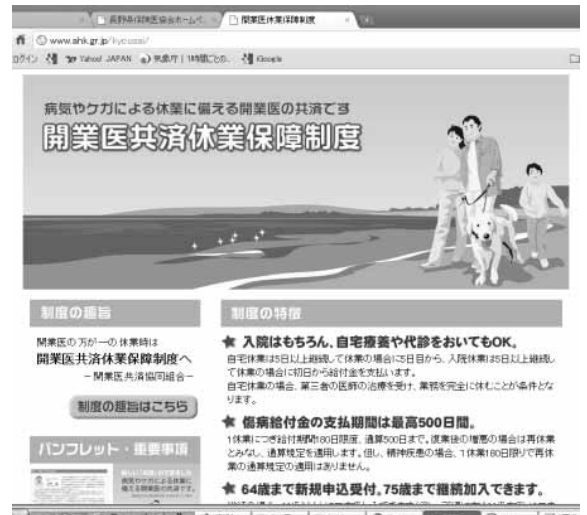 長野県保険医協会ホームペ
開業医休業保障制度
www.ahk.gr.jp/kyousai/
ログイン
Yahoo! JAPAN
気象庁 | 1時間ごとの..
iGoogle
病気やケガによる休業に備える開業医の共済です
開業医共済休業保障制度
制度の趣旨
開業医の万が一の休業時は
開業医共済休業保障制度へ
－開業医共済協同組合－
制度の趣旨はこちら
パンフレット・重要事項
制度の特徴
★ 入院はもちろん、自宅療養や代診をおいてもOK。
自宅休業は5日以上継続して休業の場合に5日目から、入院休業は5日以上継続し
て休業の場合に初日から給付金を支払います。
自宅休業の場合、第三者の医師の治療を受け、業務を完全に休むことが条件とな
ります。
★ 傷病給付金の支払期間は最高500日間。
1休業につき給付期間180日限度、通算500日まで。復業後の増悪の場合は再休業
とみなし、通算規定を適用します。但し、精神疾患の場合、1休業180日限りで再休
業の通算規定の適用はありません。
★ 64歳まで新規申込受付。75歳まで継続加入できます。